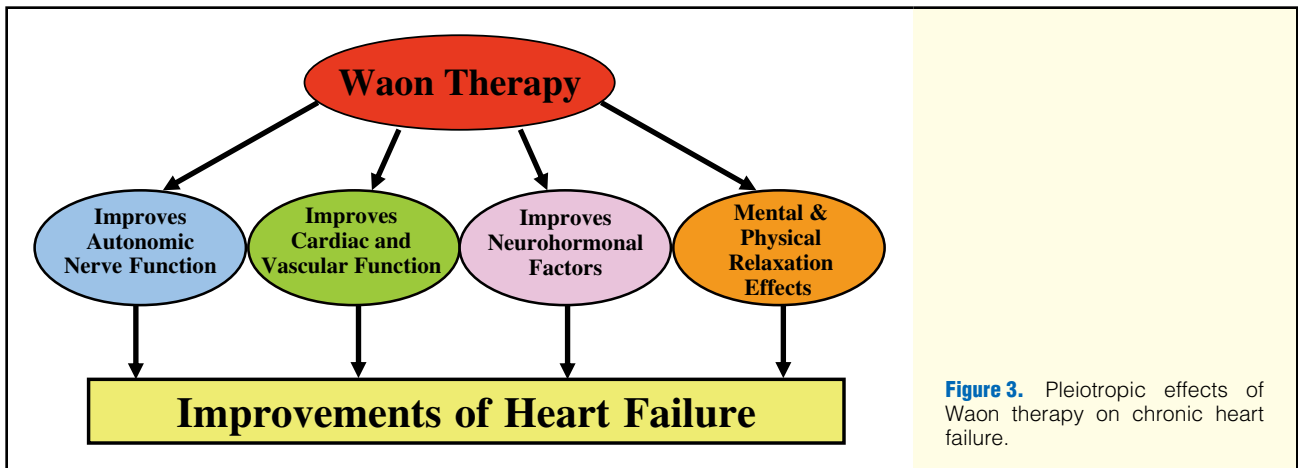 Waon Therapy
Improves
Autonomic
Nerve Function
Improves
Cardiac and
Vascular Function
Improves
Neurohormonal
Factors
Mental &
Physical
Relaxation
Effects
Improvements of Heart Failure
Figure 3. Pleiotropic effects of
Waon therapy on chronic heart
failure.